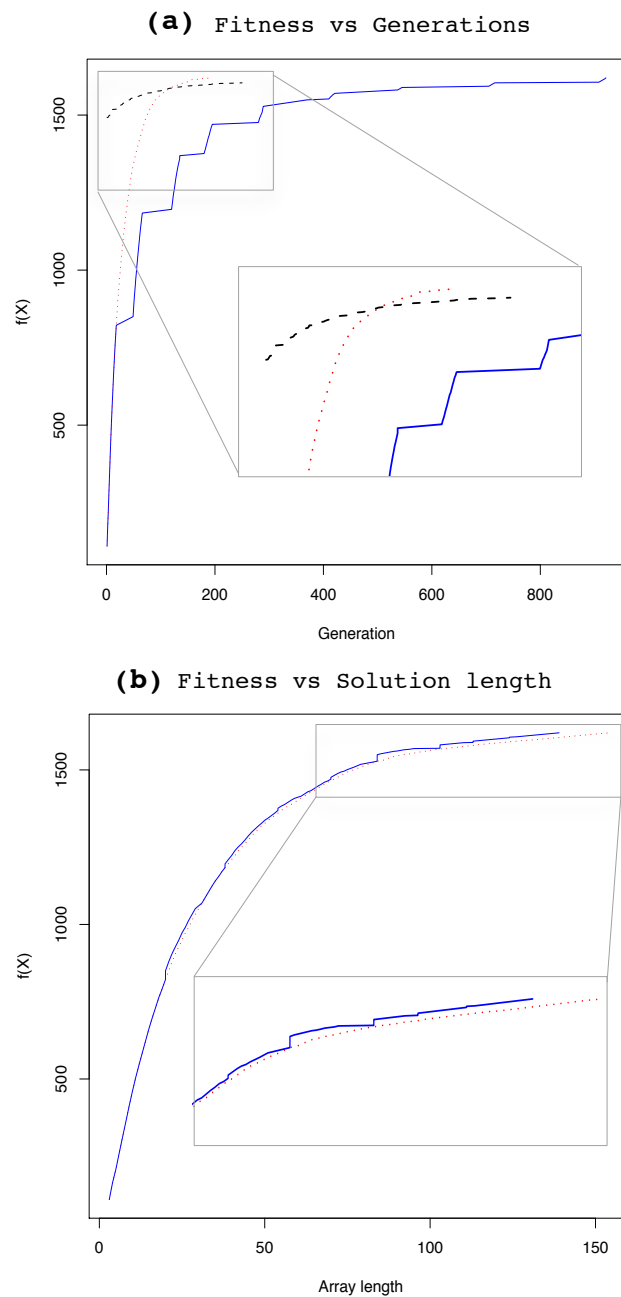 (a) Fitness vs Generations
1500
1000
500
f(X)
0 200 400 600 800
Generation
(b) Fitness vs Solution length
1500
1000
500
f(X)
0 50 100 150
Array length